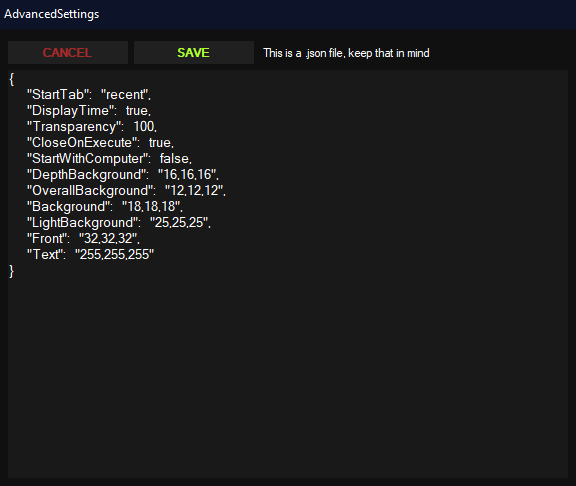 AdvancedSettings
CANCEL SAVE This is a .json file, keep that in mind
{
"StartTab": "recent",
"DisplayTime": true,
"Transparency": 100,
"CloseOnExecute": true,
"StartWithComputer": false,
"DepthBackground": "16,16,16",
"OverallBackground": "12,12,12",
"Background": "18,18,18",
"LightBackground": "25,25,25",
"Front": "32,32,32",
"Text": "255,255,255"
}